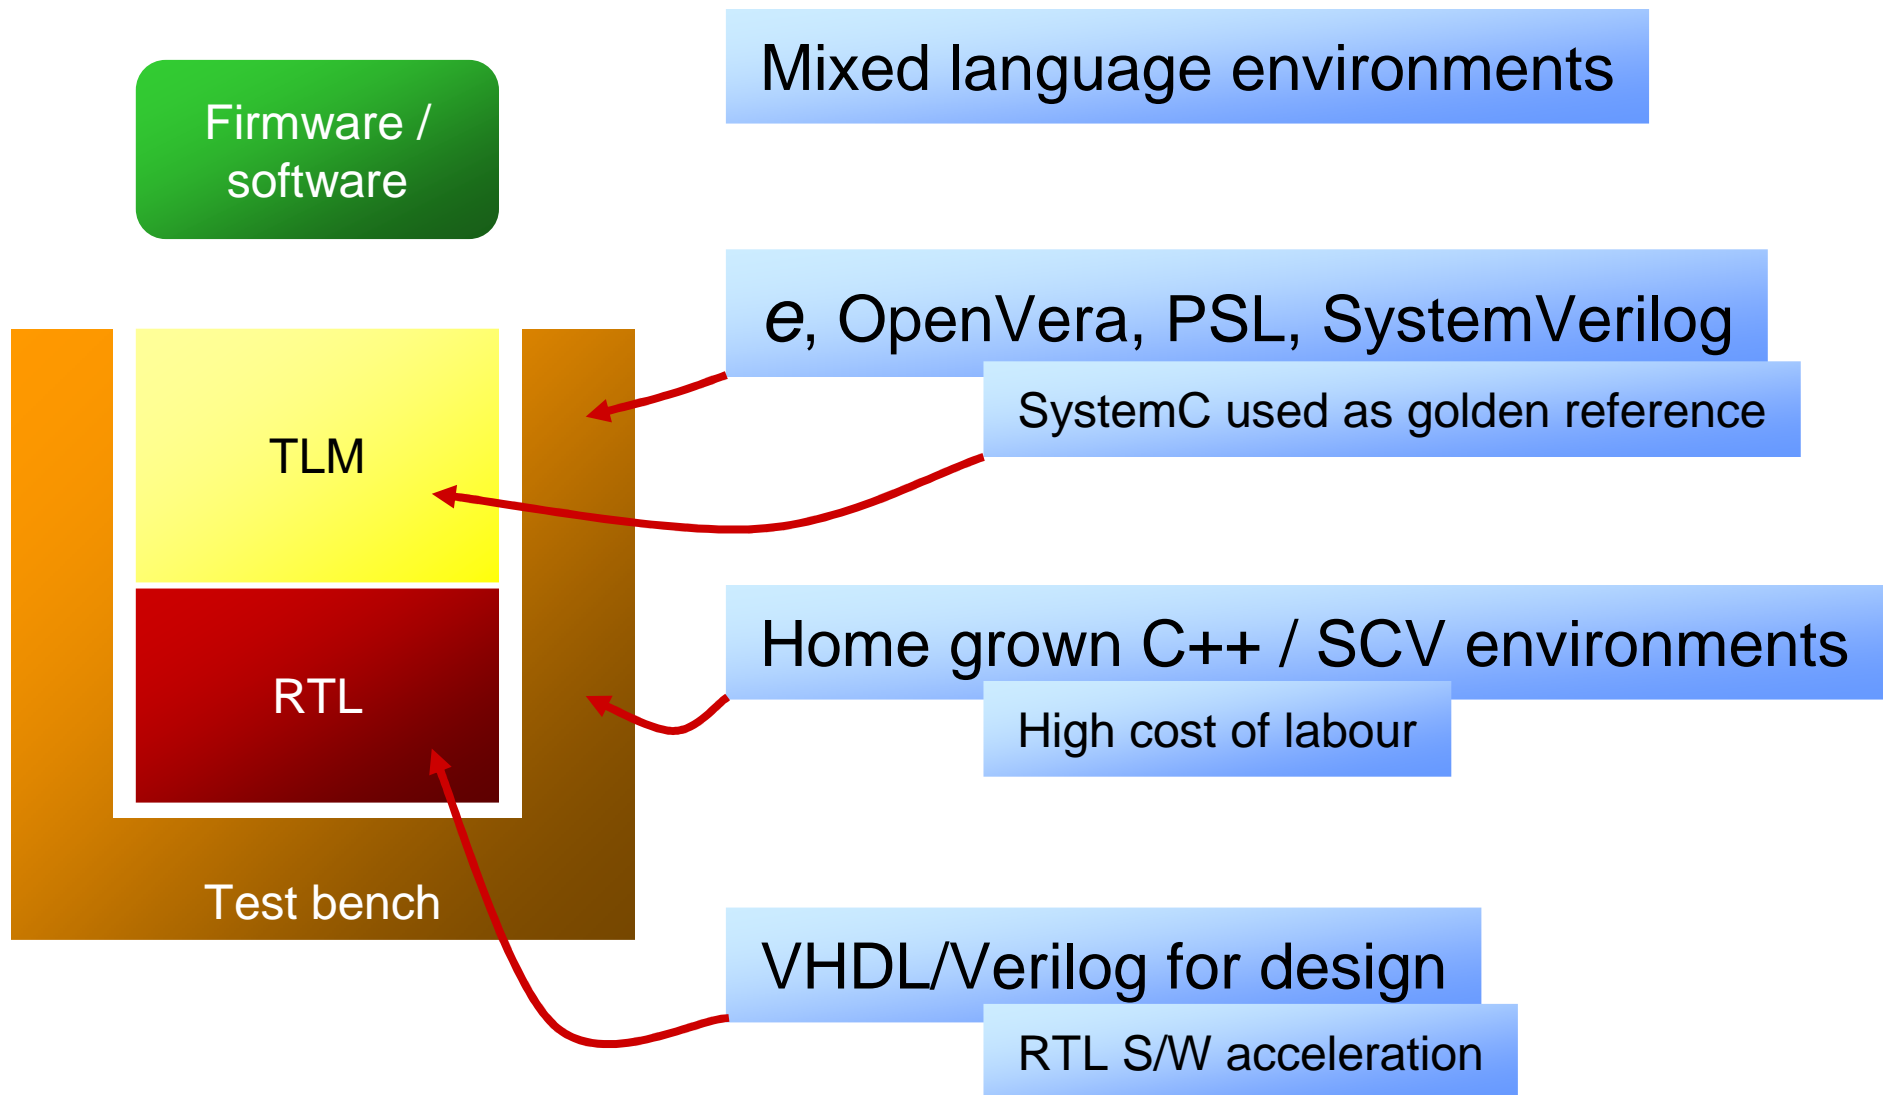 Mixed language environments
Firmware /
software
e, OpenVera, PSL, SystemVerilog
SystemC used as golden reference
TLM
Home grown C++ / SCV environments
High cost of labour
RTL
Test bench
VHDL/Verilog for design
RTL S/W acceleration